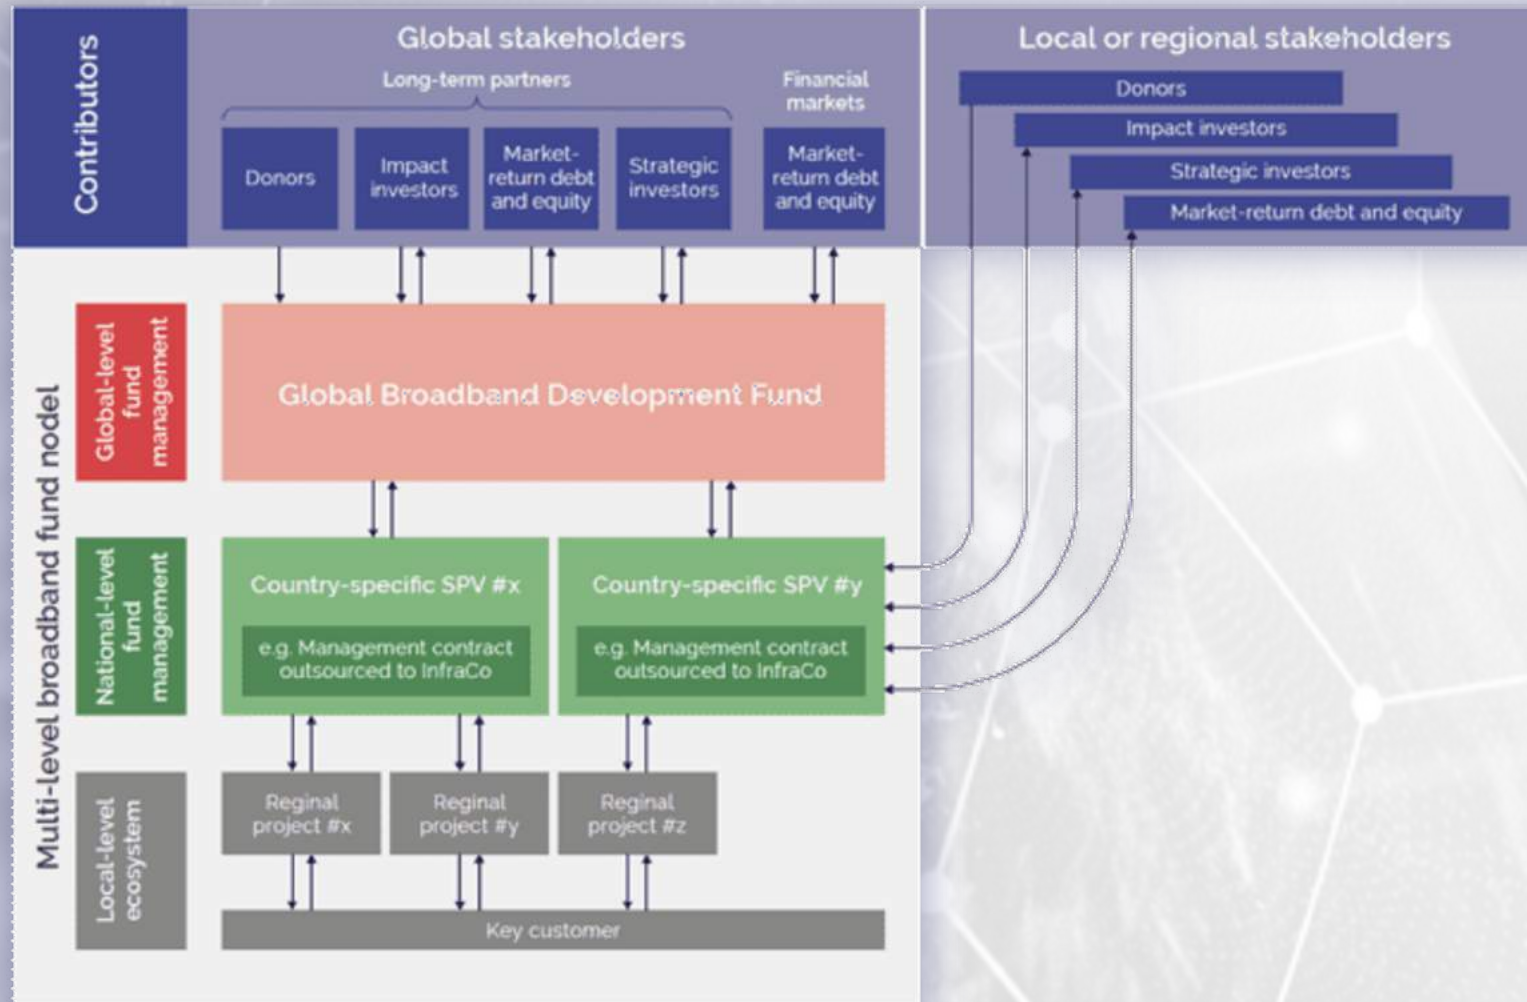 Contributors
Global stakeholders
Long-term partners
Financial
markets
Donors
Impact
investors
Market-
return debt
and equity
Strategic
investors
Market-
return debt
and equity
Local or regional stakeholders
Donors
Impact investors
Strategic investors
Market-return debt and equity
Multi-level broadband fund nodel
Global-level
fund
management
Global Broadband Development Fund
National-level
fund
management
Country-specific SPV #x
e.g. Management contract
outsourced to InfraCo
Country-specific SPV #y
e.g. Management contract
outsourced to InfraCo
Local-level
ecosystem
Reginal
project #x
Reginal
project #y
Reginal
project #z
Key customer